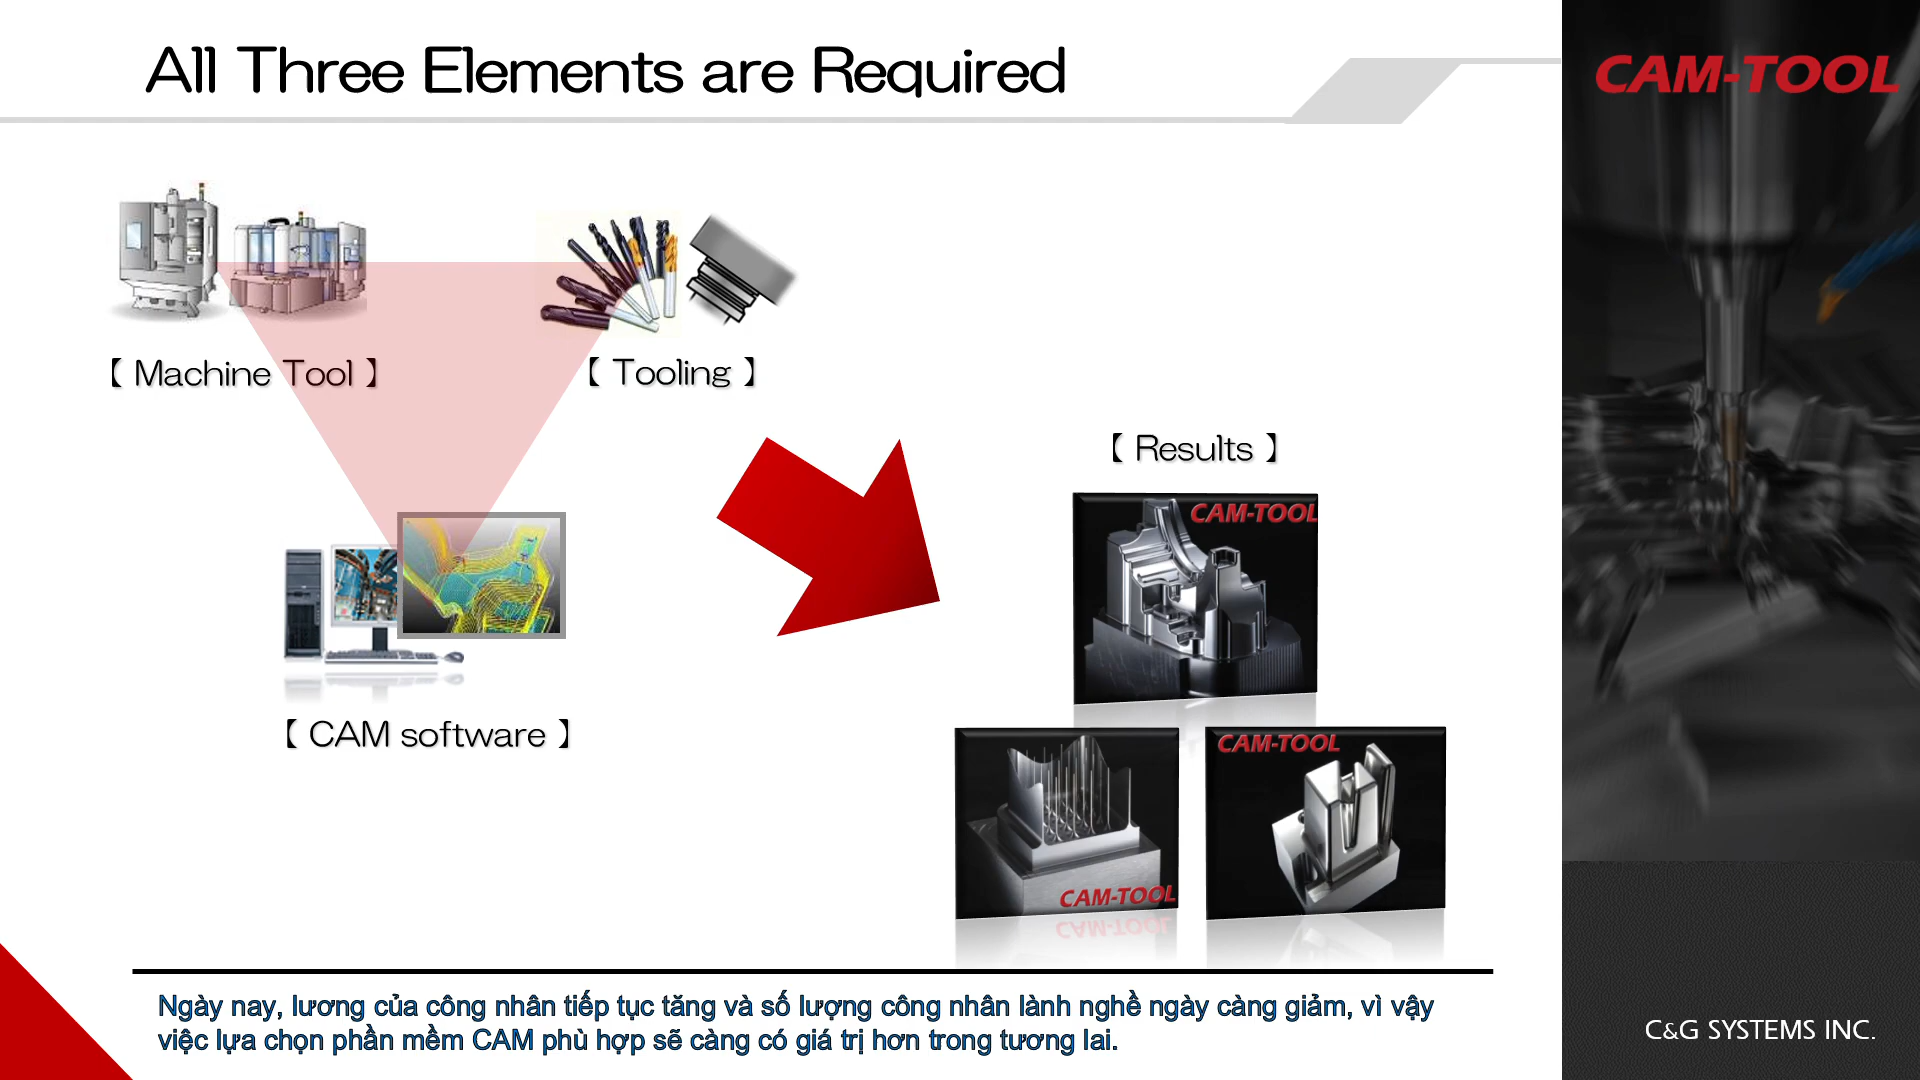 All Three Elements are Required
CAM-TOOL
【 Machine Tool 】
【 Tooling 】
【 Results 】
CAM-TOOL
【 CAM software 】
CAM-TOOL
CAM-TOOL
Ngày nay, lương của công nhân tiếp tục tăng và số lượng công nhân lành nghề ngày càng giảm, vì vậy
việc lựa chọn phần mềm CAM phù hợp sẽ càng có giá trị hơn trong tương lai.
C&G SYSTEMS INC.